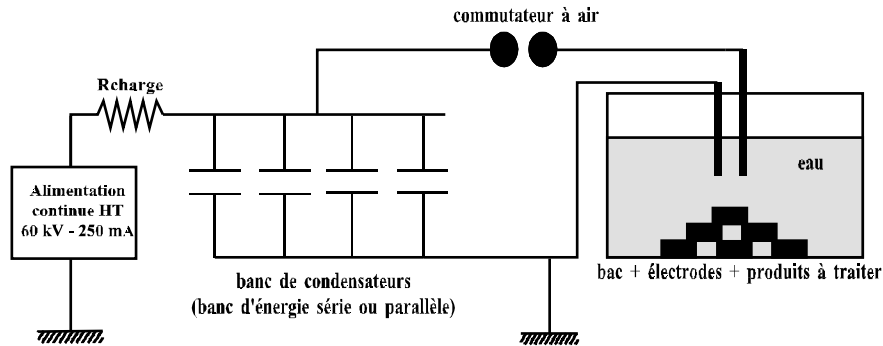 commutateur à air
Rcharge
Alimentation
continue HT
60 kV - 250 mA
eau
banc de condensateurs
(banc d'énergie série ou parallèle)
bac + électrodes + produits à traiter